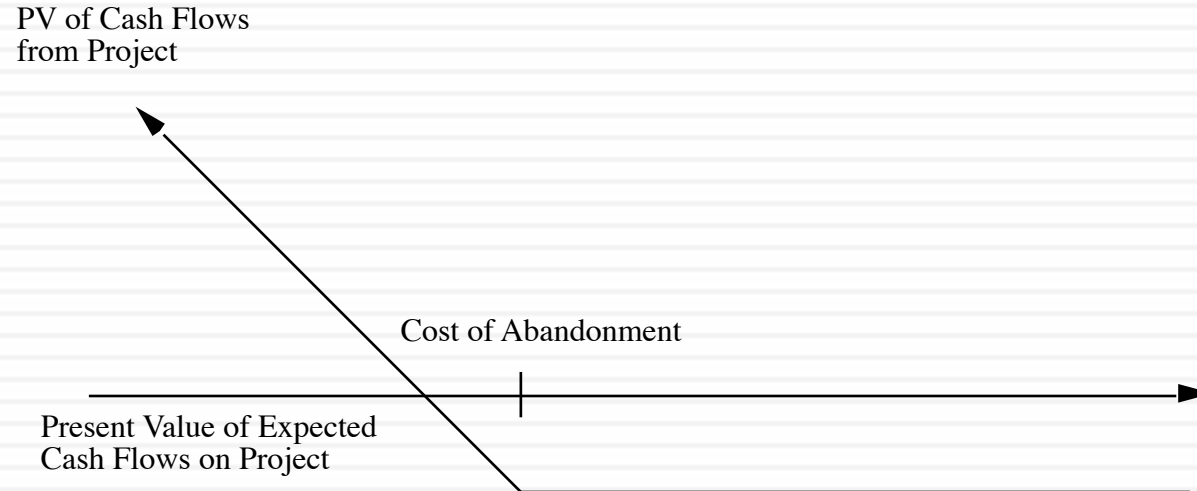 PV of Cash Flows
from Project
Cost of Abandonment
Present Value of Expected
Cash Flows on Project